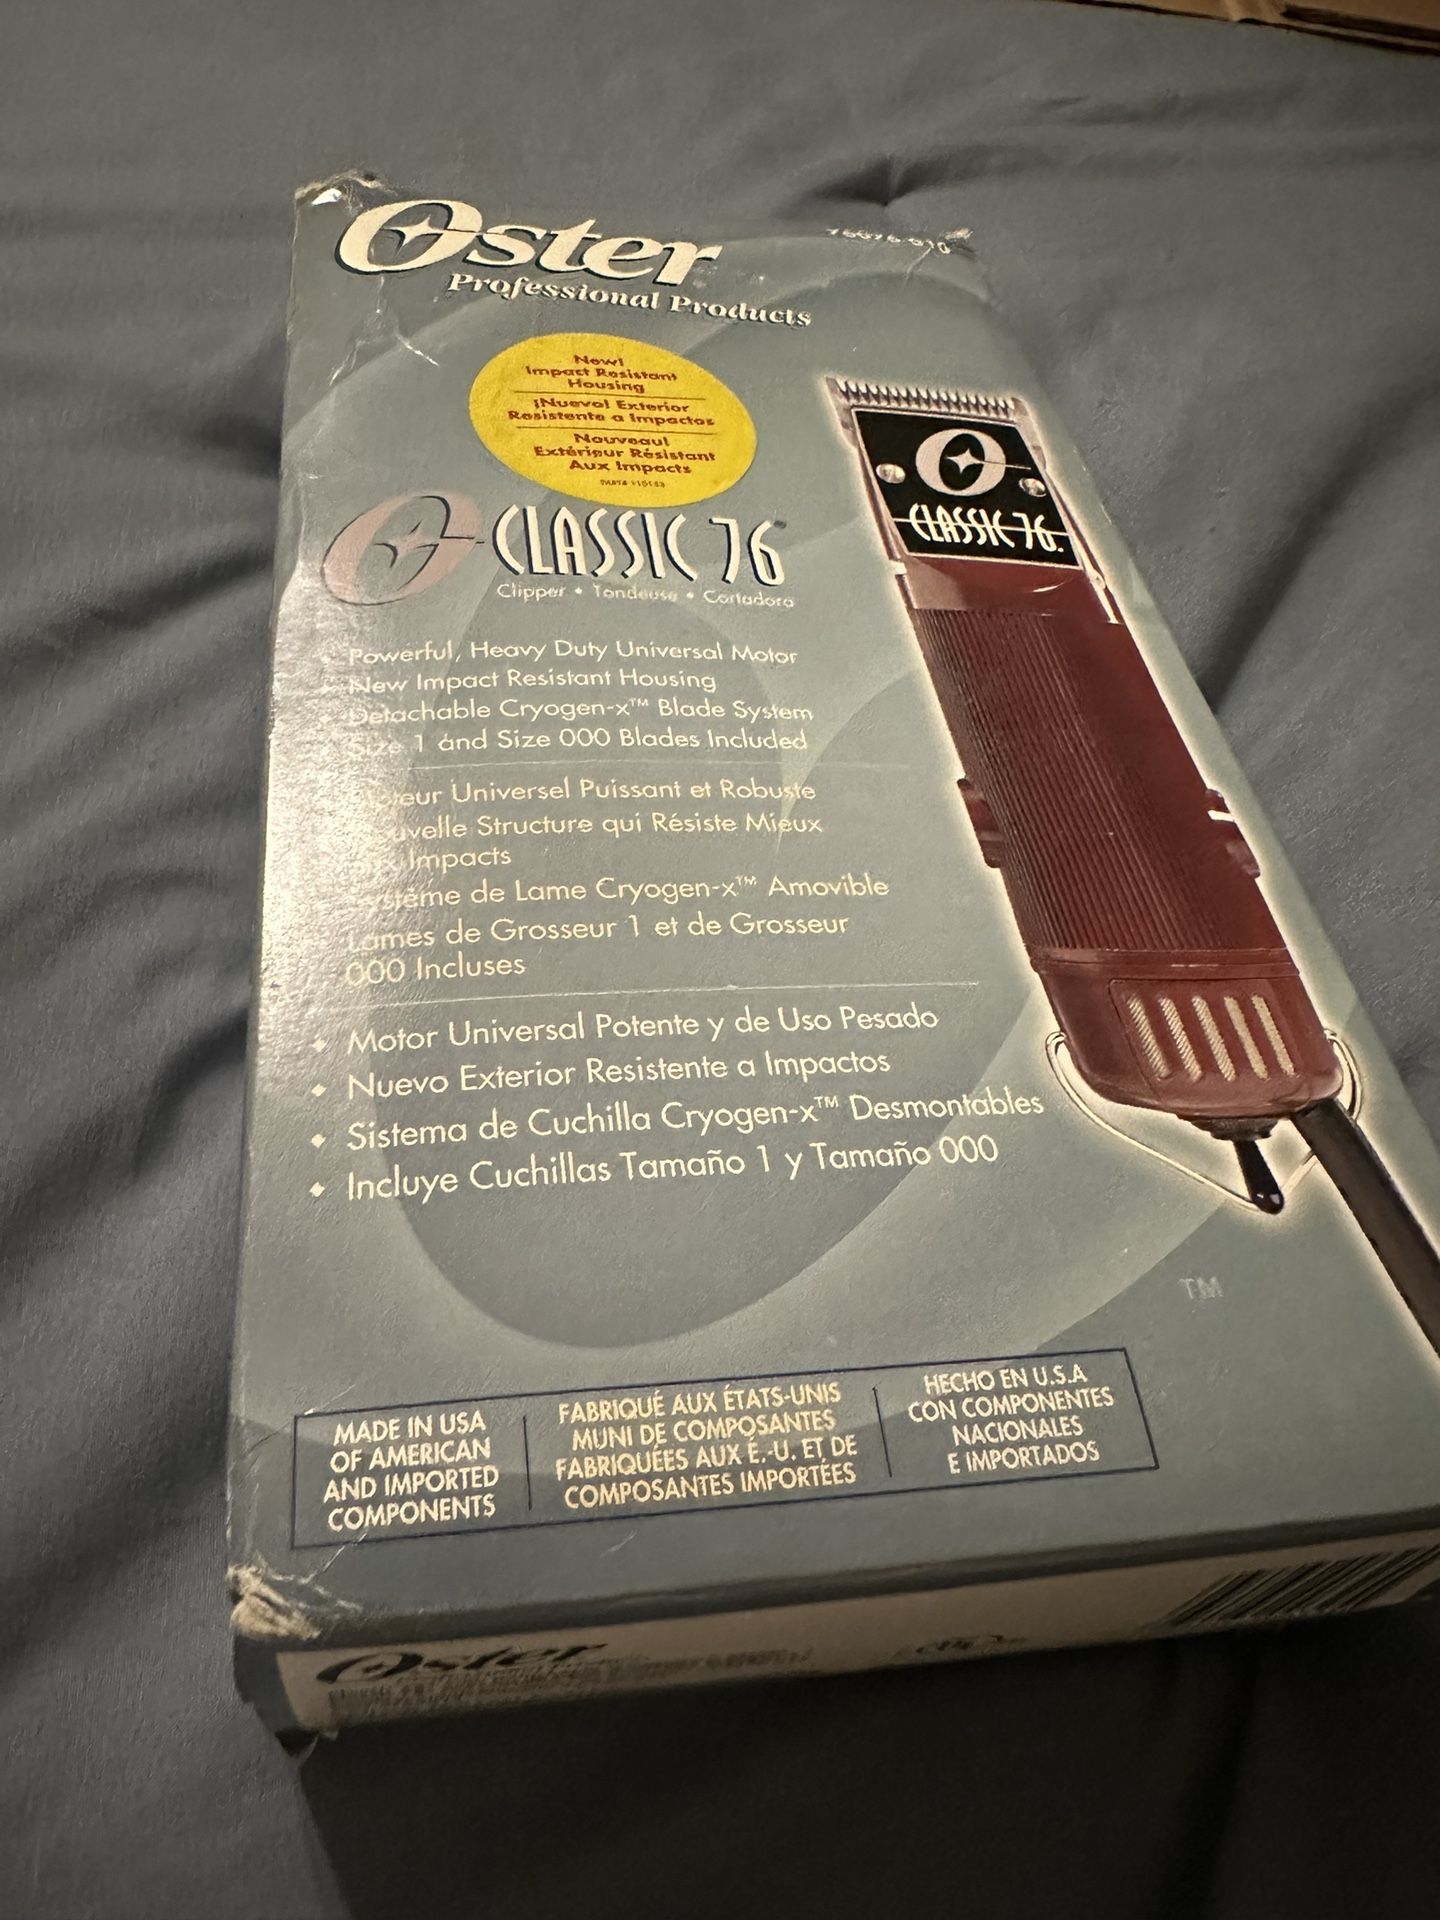 Oster
Professional Products
76076-010
New!
Impact Resistant
Housing
¡Nuevo! Exterior
Resistente a Impactos
Nouveau!
Extérieur Résistant
Aux Impacts
CLASSIC 76
Clipper • Tondeuse • Cortadora
Powerful, Heavy Duty Universal Motor
New Impact Resistant Housing
Detachable Cryogen-x™ Blade System
Size 1 and Size 000 Blades Included
Universel Puissant et Robuste
Structure qui Résiste Mieux
Impacts
de Lame Cryogen-x™ Amovible
Lames de Grosseur 1 et de Grosseur
000 Incluses
• Motor Universal Potente y de Uso Pesado
• Nuevo Exterior Resistente a Impactos
• Sistema de Cuchilla Cryogen-x™ Desmontables
• Incluye Cuchillas Tamaño 1 y Tamaño 000
CLASSIC 76.
TM
MADE IN USA
OF AMERICAN
AND IMPORTED
COMPONENTS
FABRIQUÉ AUX ÉTATS-UNIS
MUNI DE COMPOSANTES
FABRIQUÉES AUX É.-U. ET DE
COMPOSANTES IMPORTÉES
HECHO EN U.S.A
CON COMPONENTES
NACIONALES
E IMPORTADOS
Oster